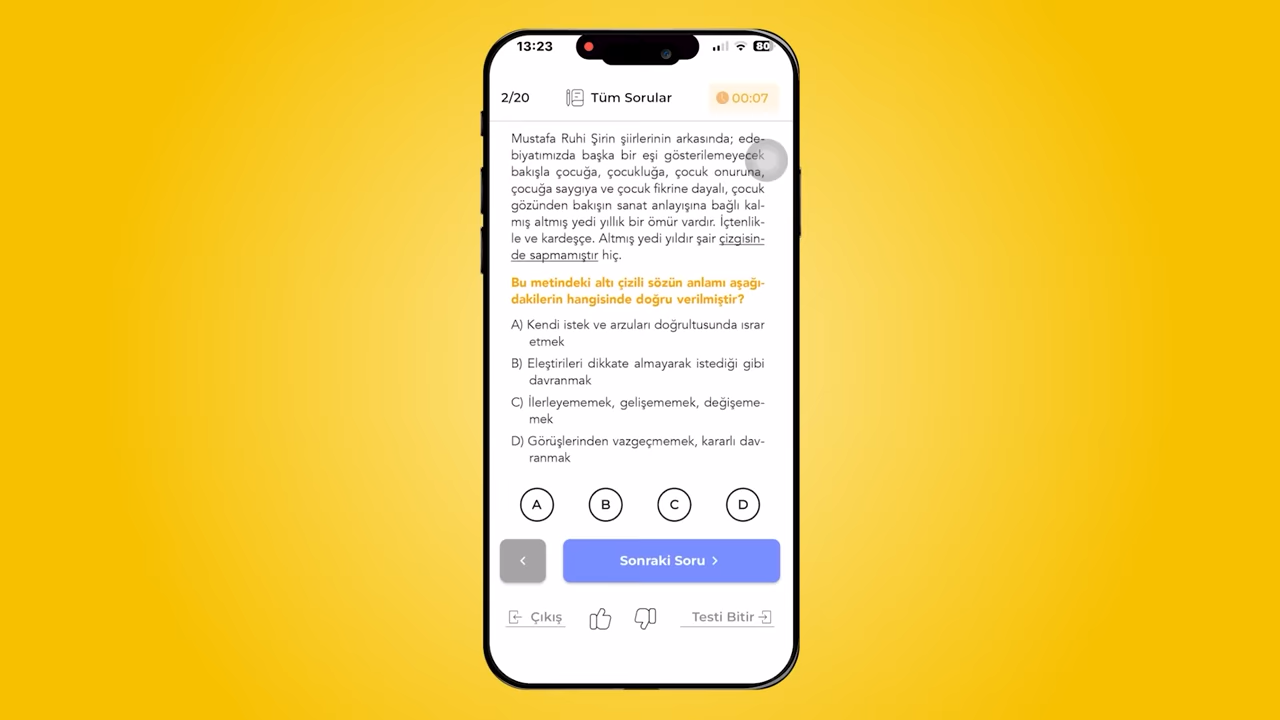 13:23
80
2/20
Tüm Sorular
00:07
Mustafa Ruhi Şirin şiirlerinin arkasında; ede-
biyatımızda başka bir eşi gösterilemeyecek
bakışla çocuğa, çocukluğa, çocuk onuruna,
çocuğa saygıya ve çocuk fikrine dayalı, çocuk
gözünden bakışın sanat anlayışına bağlı kal-
mış altmış yedi yıllık bir ömür vardır. İçtenlik-
le ve kardeşçe. Altmış yedi yıldır şair çizgisin-
de sapmamıştır hiç.
Bu metindeki altı çizili sözün anlamı aşağı-
dakilerin hangisinde doğru verilmiştir?
A) Kendi istek ve arzuları doğrultusunda ısrar
etmek
B) Eleştirileri dikkate almayarak istediği gibi
davranmak
C) İlerleyememek, gelişememek, değişeme-
mek
D) Görüşlerinden vazgeçmemek, kararlı dav-
ranmak
A B C D
Sonraki Soru
Çıkış
Testi Bitir